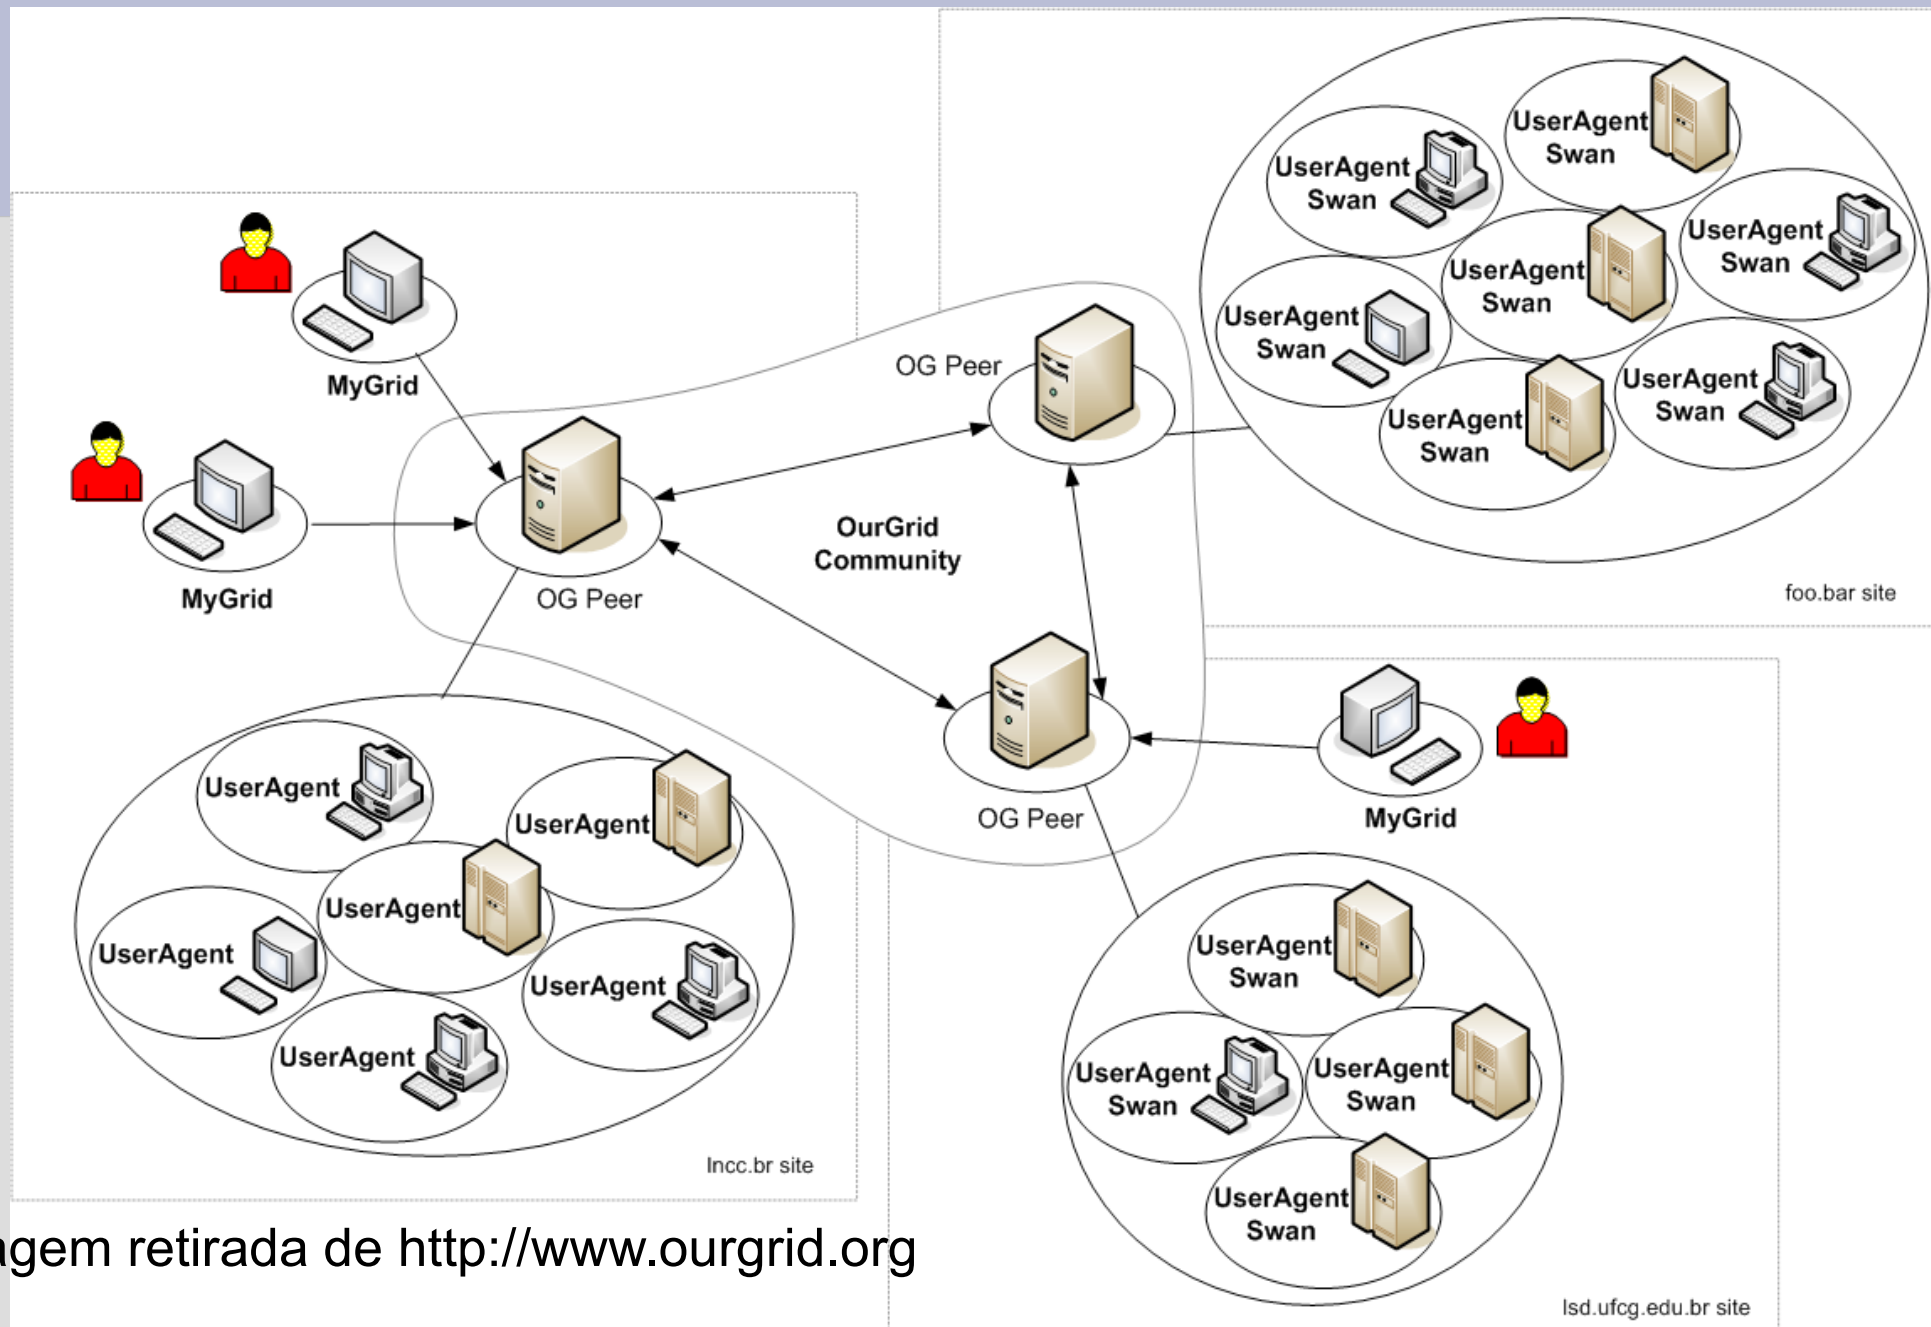 MyGrid
MyGrid
OG Peer
OG Peer
OurGrid
Community
OG Peer
MyGrid
UserAgent
Swan
UserAgent
Swan
UserAgent
Swan
UserAgent
Swan
UserAgent
Swan
UserAgent
Swan
UserAgent
Swan
foo.bar site
UserAgent
UserAgent
UserAgent
UserAgent
UserAgent
UserAgent
lncc.br site
UserAgent
Swan
UserAgent
Swan
UserAgent
Swan
UserAgent
Swan
lsd.ufcg.edu.br site
agem retirada de http://www.ourgrid.org